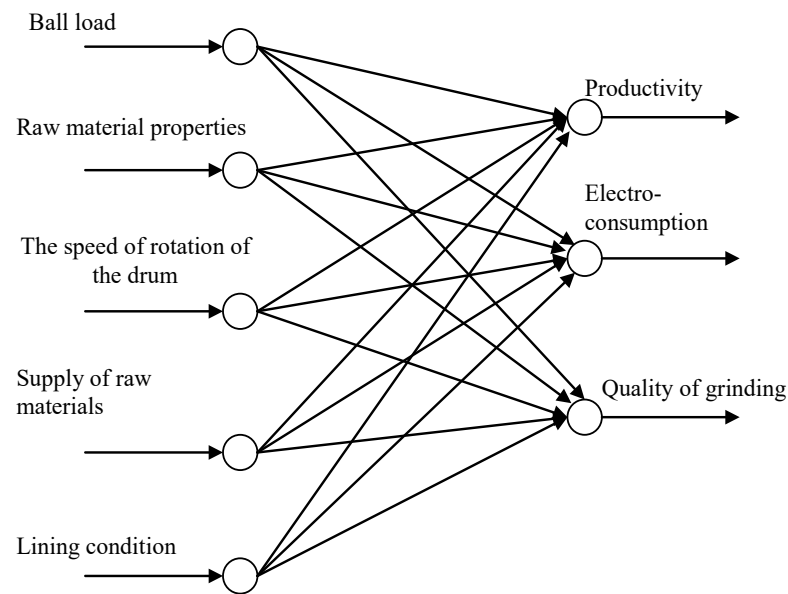 Ball load
Raw material properties
The speed of rotation of
the drum
Supply of raw
materials
Lining condition
Productivity
Electro-
consumption
Quality of grinding